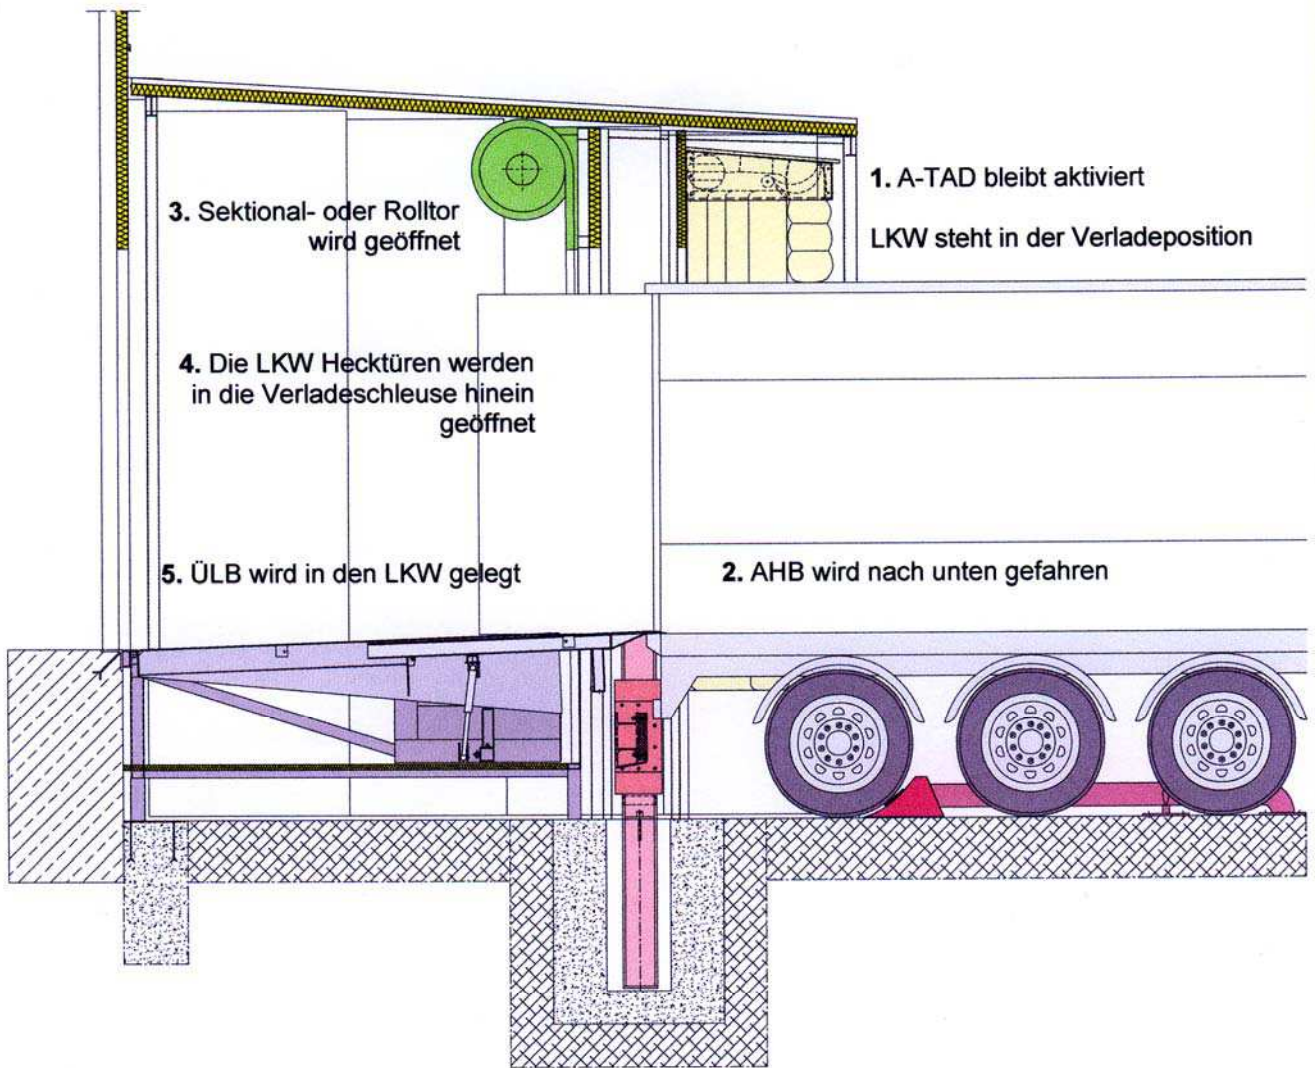 1. A-TAD bleibt aktiviert
LKW steht in der Verladeposition
2. AHB wird nach unten gefahren
3. Sektional- oder Rolltor
wird geöffnet
4. Die LKW Hecktüren werden
in die Verladeschleuse hinein
geöffnet
5. ÜLB wird in den LKW gelegt